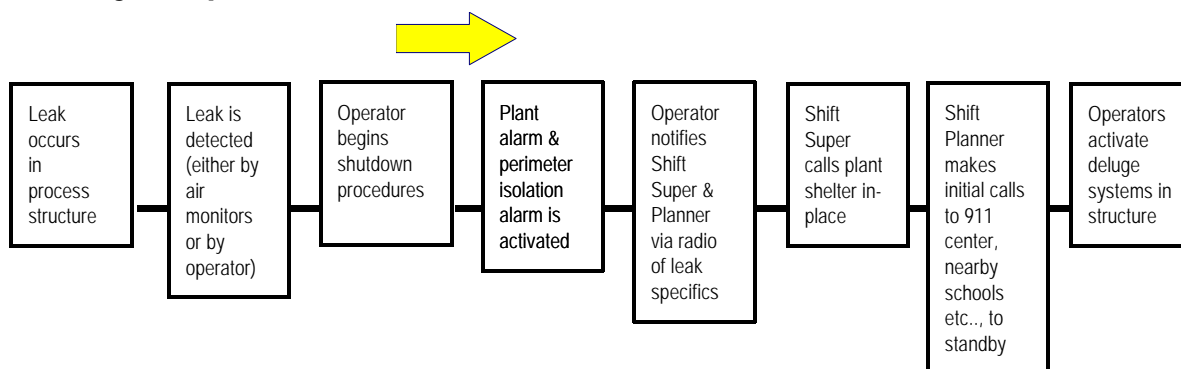 Leak
occurs
in
process
structure
Leak is
detected
(either by
air
monitors
or by
operator)
Operator
begins
shutdown
procedures
Plant
alarm &
perimeter
isolation
alarm is
activated
Operator
notifies
Shift
Super &
Planner
via radio
of leak
specifics
Shift
Super
calls plant
shelter in-
place
Shift
Planner
makes
initial calls
to 911
center,
nearby
schools
etc.., to
standby
Operators
activate
deluge
systems in
structure